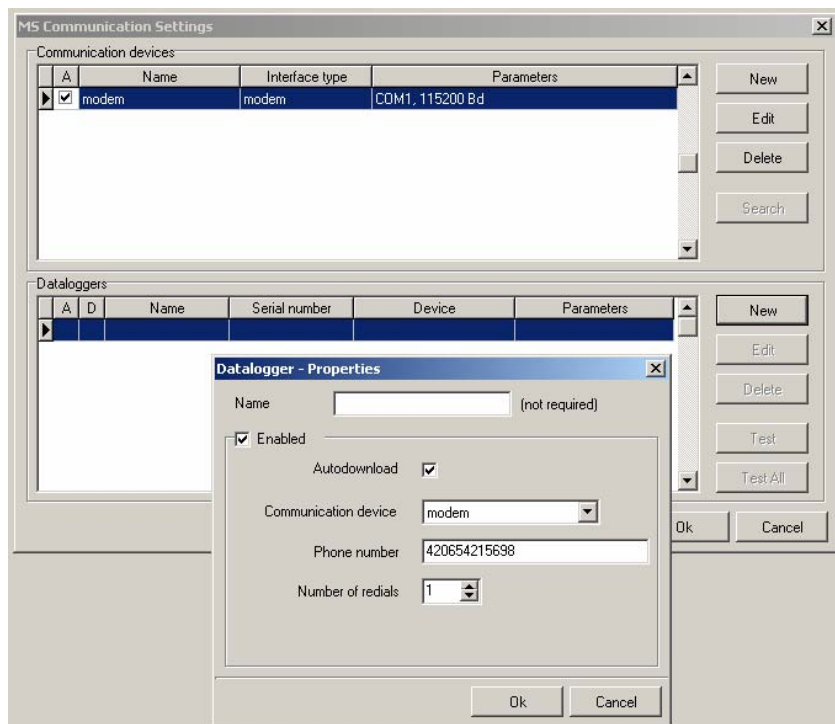 MS Communication Settings
Communication devices
A Name Interface type Parameters
modem modem COM1, 115200 Bd
New
Edit
Delete
Search
Dataloggers
A D Name Serial number Device Parameters
New
Edit
Delete
Test
Test All
Ok Cancel
Datalogger - Properties
Name (not required)
Enabled
Autodownload
Communication device modem
Phone number 420654215698
Number of redials 1
Ok Cancel